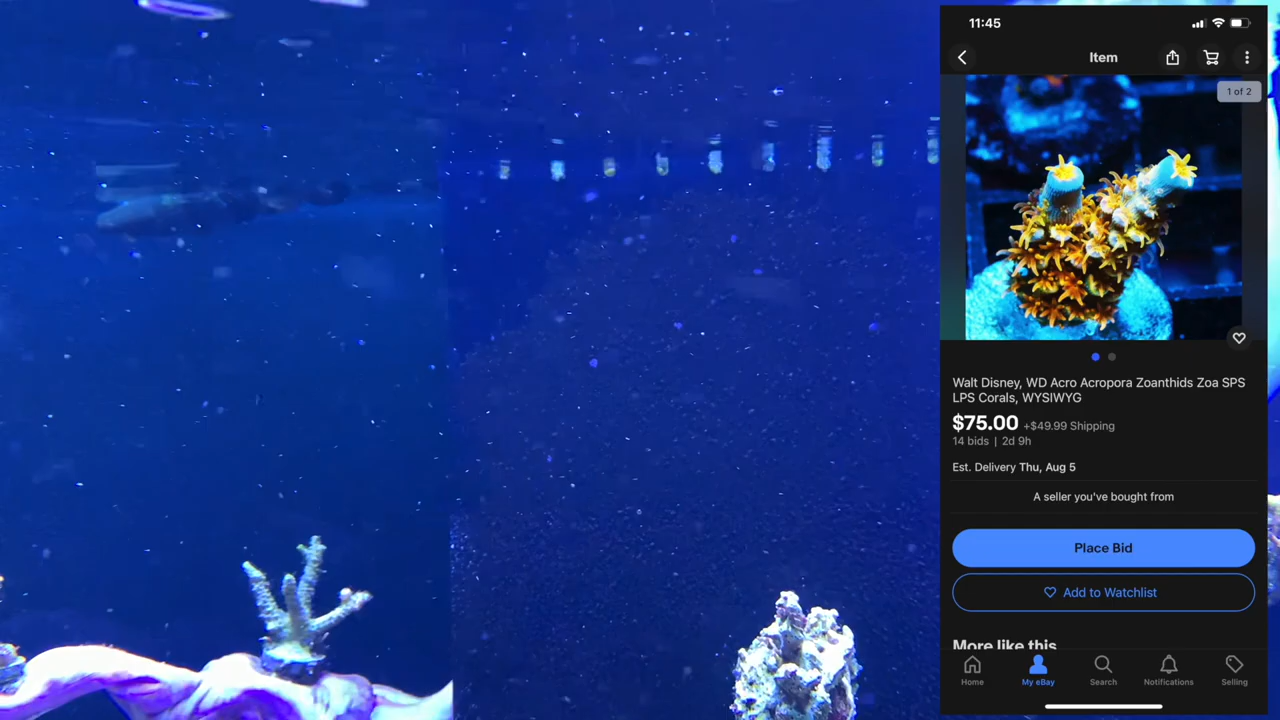 11:45
Item
1 of 2
Walt Disney, WD Acro Acropora Zoanthids Zoa SPS
LPS Corals, WYSIWYG
$75.00 +$49.99 Shipping
14 bids | 2d 9h
Est. Delivery Thu, Aug 5
A seller you've bought from
Place Bid
Add to Watchlist
More like this
Home
My eBay
Search
Notifications
Selling